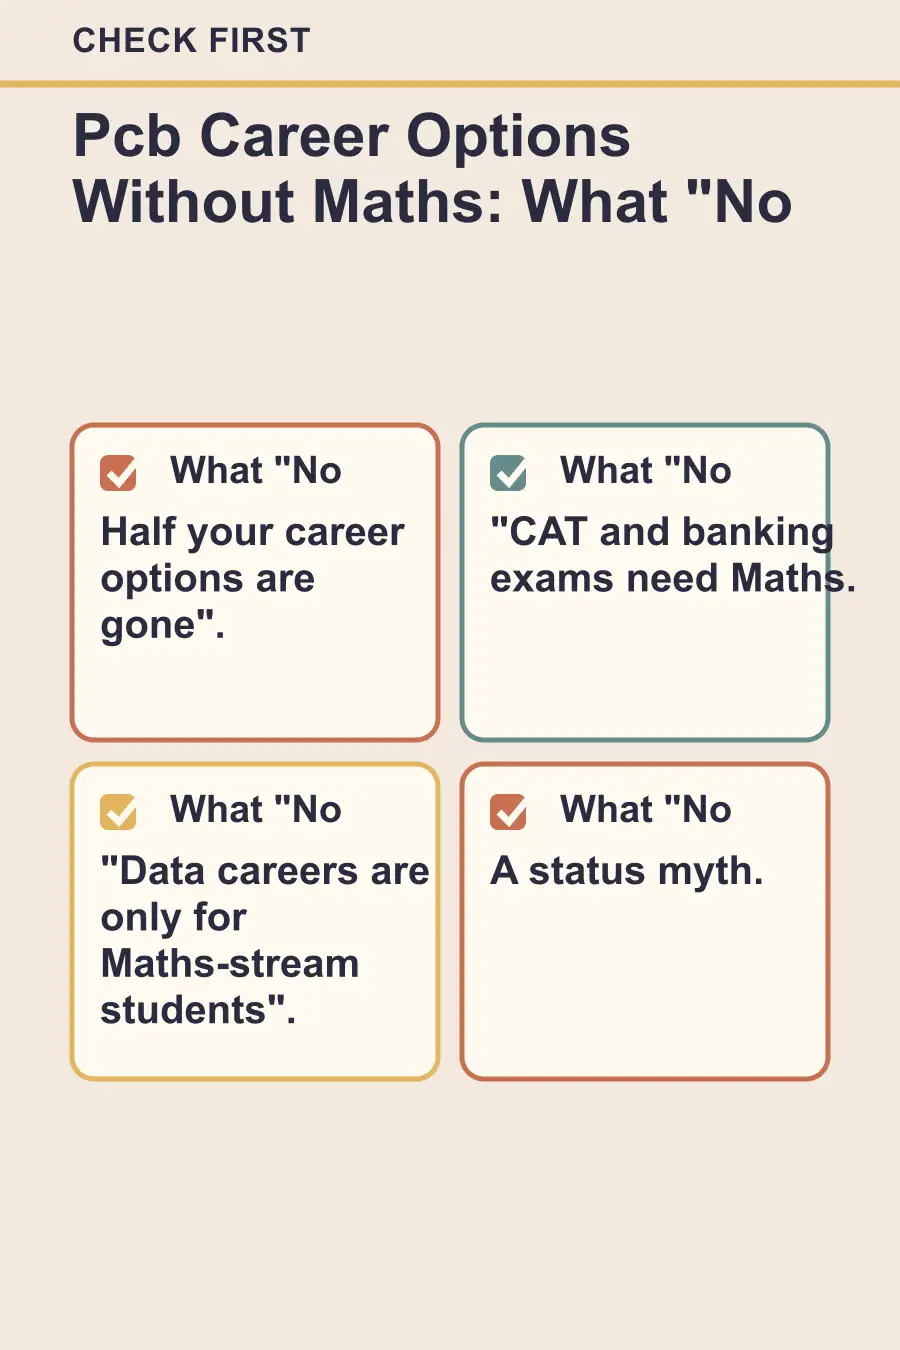 CHECK FIRST
Pcb Career Options
Without Maths: What "No
What "No
Half your career
options are
gone".
What "No
"CAT and banking
exams need Maths.
What "No
"Data careers are
only for
Maths-stream
students".
What "No
A status myth.